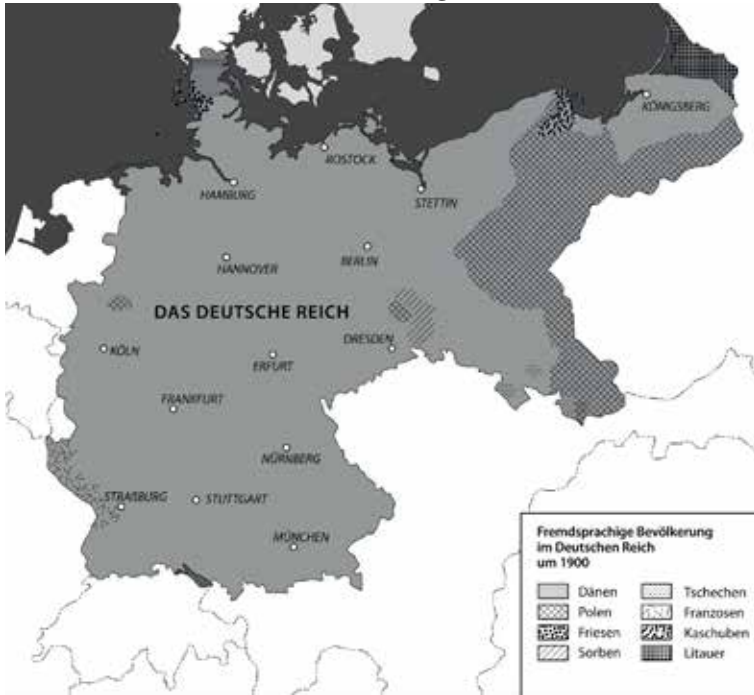 KÖNIGSBERG
ROSTOCK
HAMBURG
STETTIN
HANNOVER
BERLIN
DAS DEUTSCHE REICH
KÖLN
DRESDEN
ERFURT
FRANKFURT
NÜRNBERG
STRAßBURG
STUTTGART
MÜNCHEN
Fremdsprachige Bevölkerung
im Deutschen Reich
um 1900
Dänen
Tschechen
Polen
Franzosen
Friesen
Kaschuben
Sorben
Litauer